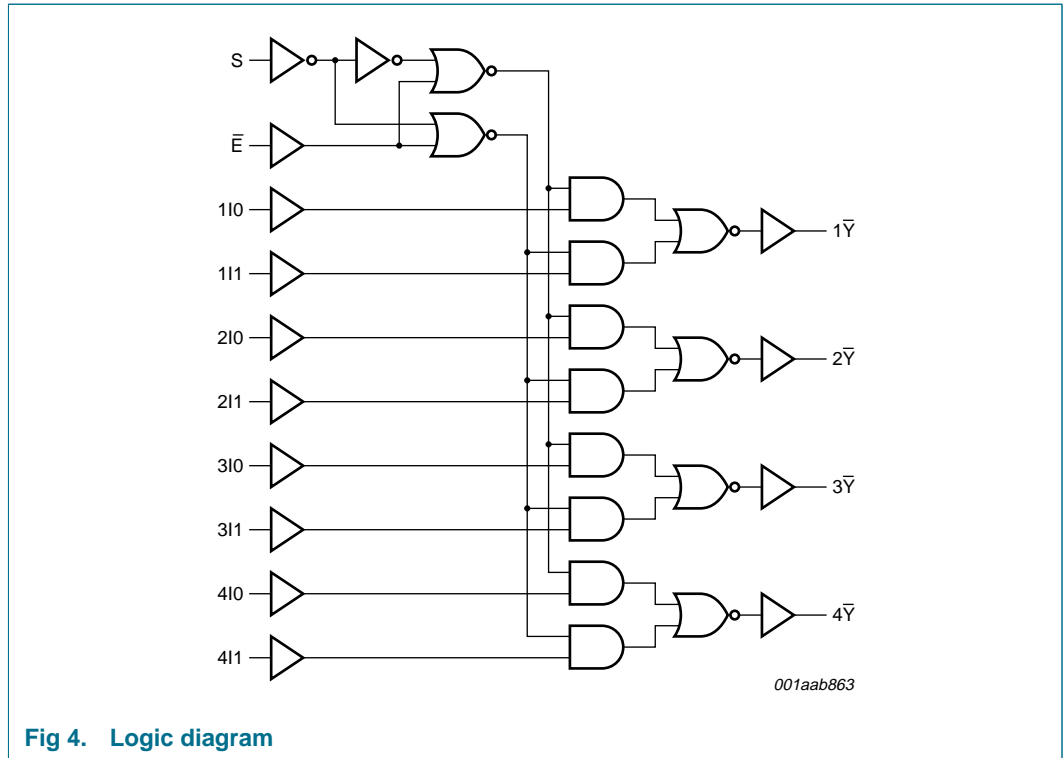 S
E̅
1I0
1Y̅
1I1
2I0
2Y̅
2I1
3I0
3Y̅
3I1
4I0
4Y̅
4I1
001aab863
Fig 4. Logic diagram